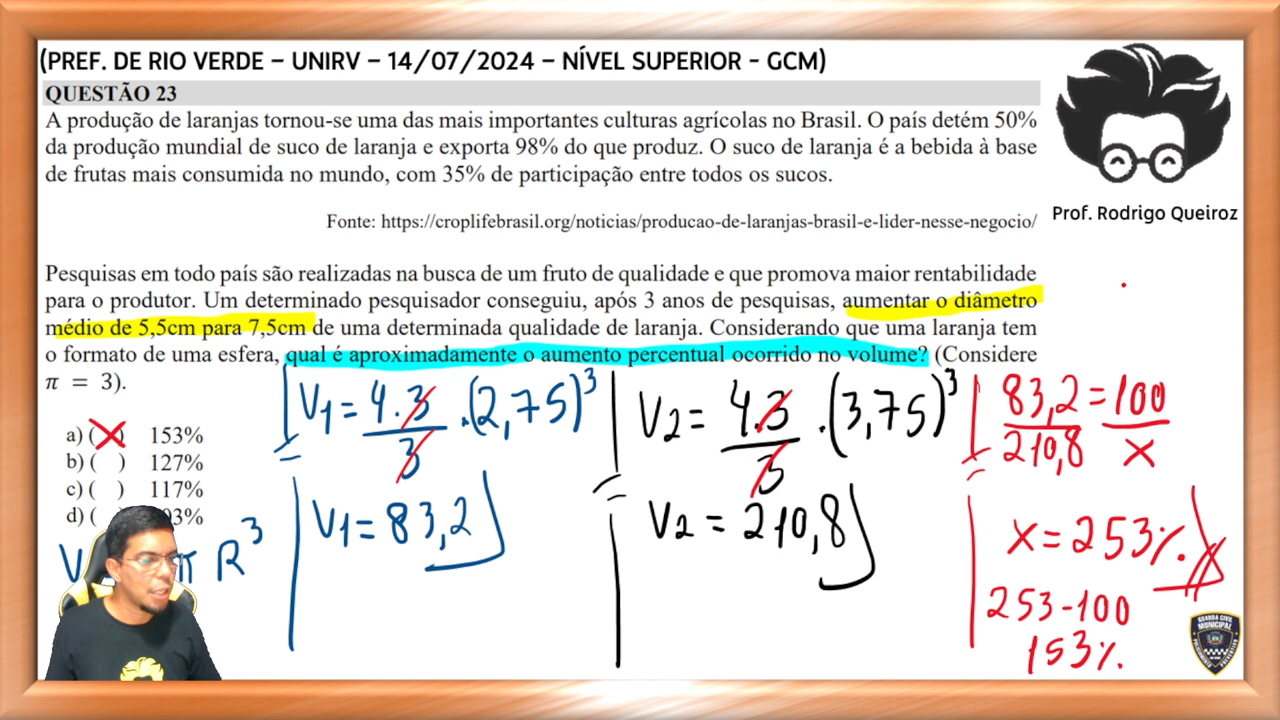 (PREF. DE RIO VERDE – UNIRV – 14/07/2024 – NÍVEL SUPERIOR - GCM)
QUESTÃO 23
A produção de laranjas tornou-se uma das mais importantes culturas agrícolas no Brasil. O país detém 50%
da produção mundial de suco de laranja e exporta 98% do que produz. O suco de laranja é a bebida à base
de frutas mais consumida no mundo, com 35% de participação entre todos os sucos.
Fonte: https://croplifebrasil.org/noticias/producao-de-laranjas-brasil-e-lider-nesse-negocio/
Prof. Rodrigo Queiroz
Pesquisas em todo país são realizadas na busca de um fruto de qualidade e que promova maior rentabilidade
para o produtor. Um determinado pesquisador conseguiu, após 3 anos de pesquisas, aumentar o diâmetro
médio de 5,5cm para 7,5cm de uma determinada qualidade de laranja. Considerando que uma laranja tem
o formato de uma esfera, qual é aproximadamente o aumento percentual ocorrido no volume? (Considere
π = 3).
a) (X) 153%
b) ( ) 127%
c) ( ) 117%
d) ( 93%
V π R³
V1 = 4.3/3 .(2,75)³
V1 = 83,2
V2 = 4.3/3 .(3,75)³
V2 = 210,8
83,2/210,8 = 100/x
x = 253%
253-100
153%
GUARDA CIVIL
MUNICIPAL